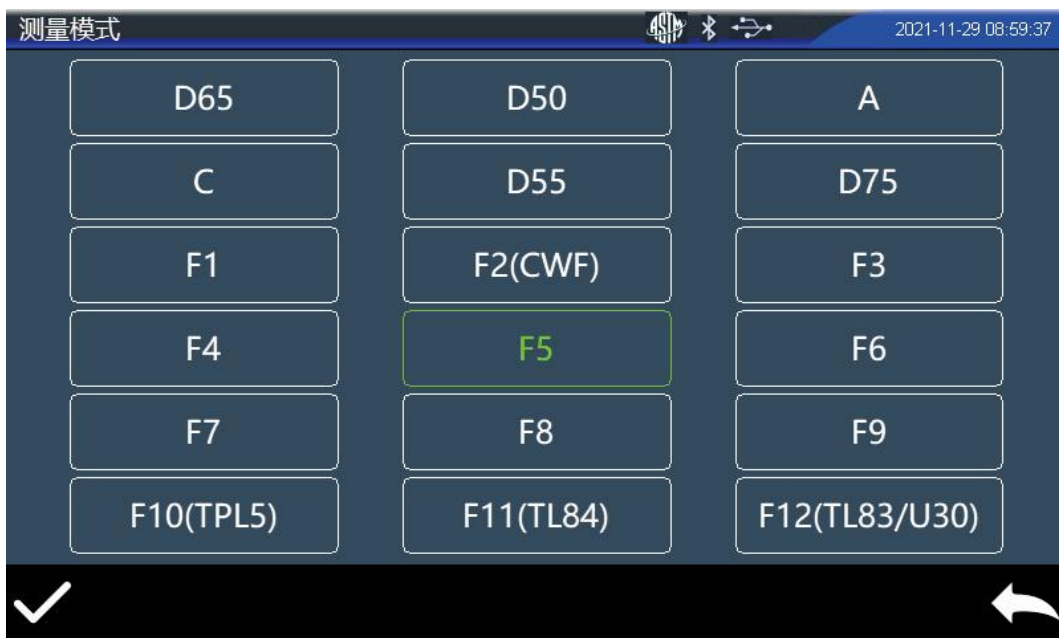 测量模式
ASTM
2021-11-29 08:59:37
D65 D50 A
C D55 D75
F1 F2(CWF) F3
F4 F5 F6
F7 F8 F9
F10(TPL5) F11(TL84) F12(TL83/U30)